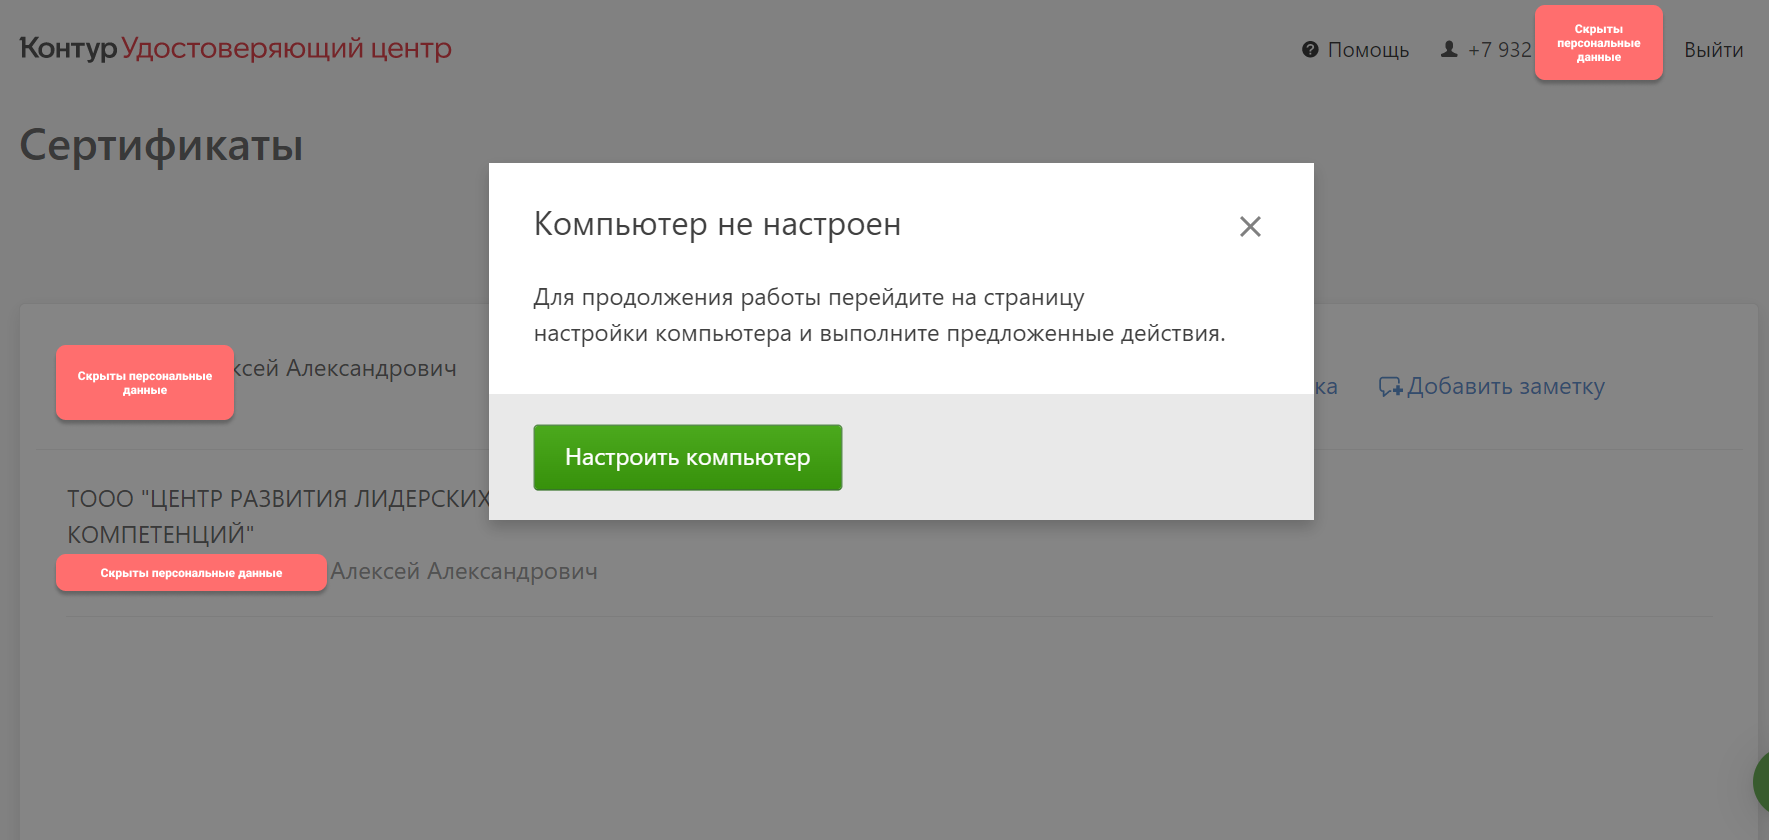 Контур Удостоверяющий центр
Помощь
+7 932
Скрыты
персональные
данные
Выйти
Сертификаты
Компьютер не настроен
Для продолжения работы перейдите на страницу
настройки компьютера и выполните предложенные действия.
Настроить компьютер
Скрыты персональные
данные
ксей Александрович
ка
Добавить заметку
ТООО "ЦЕНТР РАЗВИТИЯ ЛИДЕРСКИХ
КОМПЕТЕНЦИЙ"
Скрыты персональные данные
Алексей Александрович